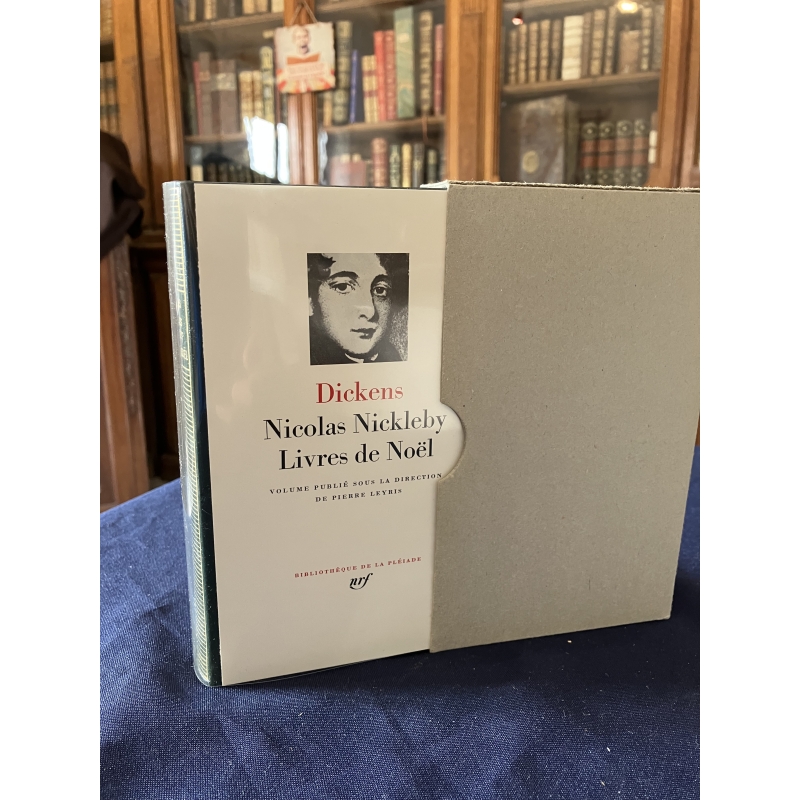 Dickens
Nicolas Nickleby
Livres de Noël
VOLUME PUBLIÉ SOUS LA DIRECTION
DE PIERRE LEYRIS
BIBLIOTHÈQUE DE LA PLÉIADE
nrf